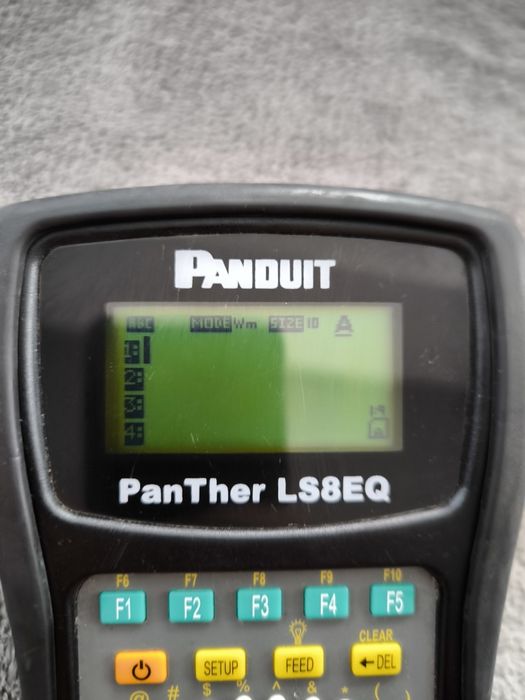 PANDUIT
ABC MODE Wm SIZE 10 A
1:
2:
3: 19
4: A
PanTher LS8EQ
F6 F7 F8 F9 F10
F1 F2 F3 F4 F5
CLEAR
SETUP FEED ←DEL
@ # $ % ^ & * ( )